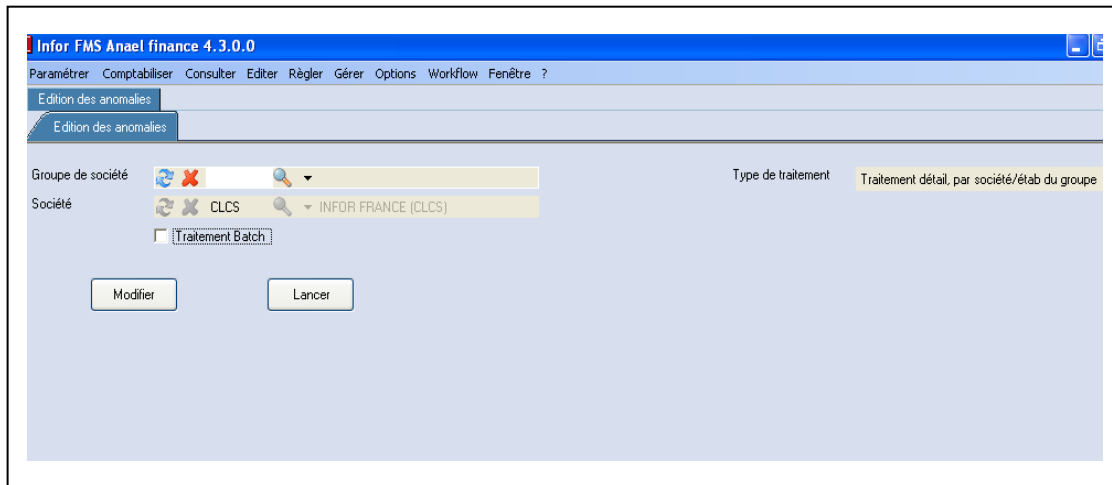 Infor FMS Anael finance 4.3.0.0
Paramétrer Comptabiliser Consulter Editer Règler Gérer Options Workflow Fenêtre ?
Edition des anomalies
Edition des anomalies
Groupe de société Type de traitement Traitement détail, par société/étab du groupe
Société CLCS INFOR FRANCE (CLCS)
Traitement Batch
Modifier Lancer